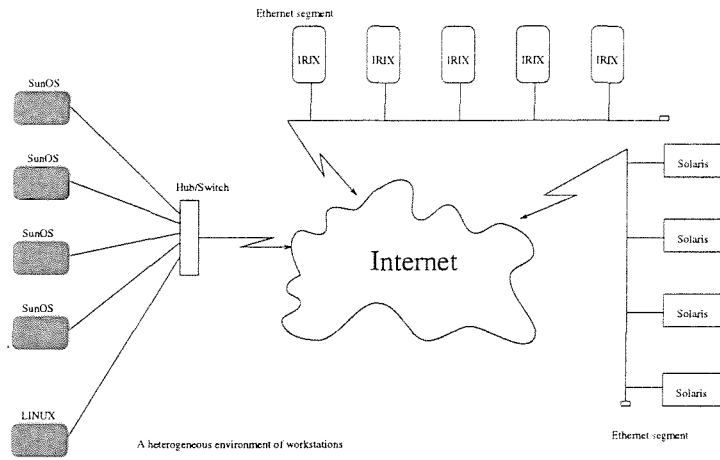 Ethernet segment
IRIX
IRIX
IRIX
IRIX
IRIX
SunOS
SunOS
Hub/Switch
SunOS
SunOS
LINUX
Internet
Solaris
Solaris
Solaris
Solaris
Ethernet segment
A heterogeneous environment of workstations